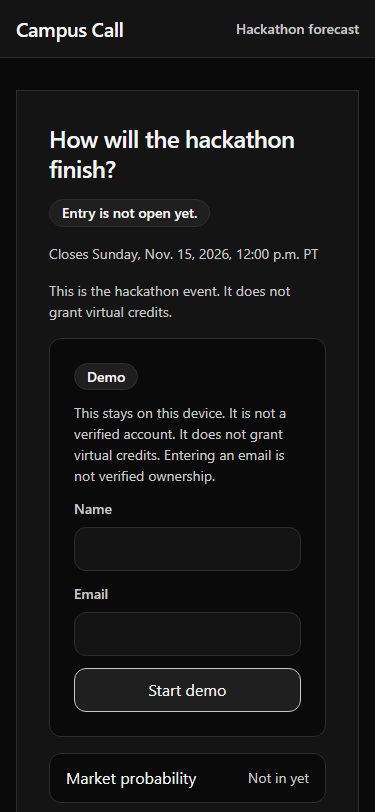 Campus Call
Hackathon forecast
How will the hackathon
finish?
Entry is not open yet.
Closes Sunday, Nov. 15, 2026, 12:00 p.m. PT
This is the hackathon event. It does not
grant virtual credits.
Demo
This stays on this device. It is not a
verified account. It does not grant
virtual credits. Entering an email is
not verified ownership.
Name
Email
Start demo
Market probability
Not in yet